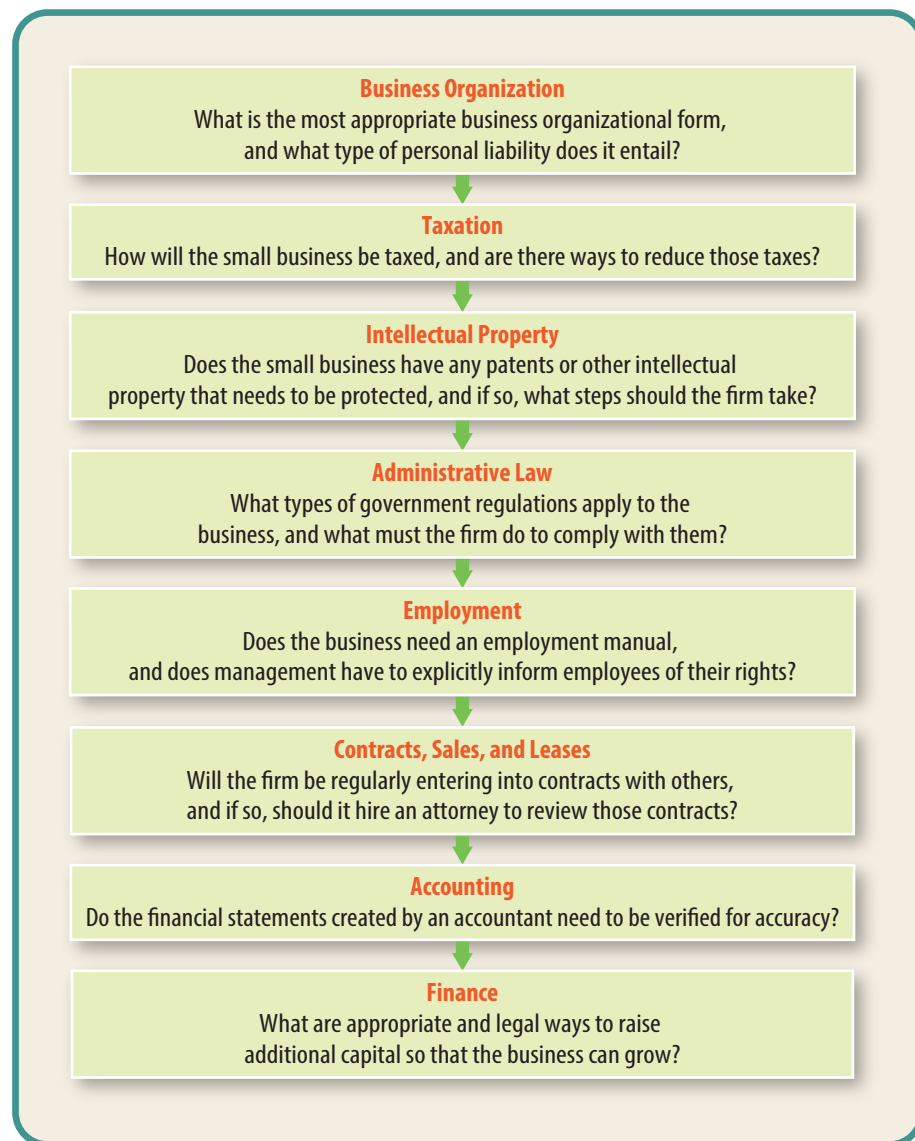 Business Organization
What is the most appropriate business organizational form,
and what type of personal liability does it entail?
Taxation
How will the small business be taxed, and are there ways to reduce those taxes?
Intellectual Property
Does the small business have any patents or other intellectual
property that needs to be protected, and if so, what steps should the firm take?
Administrative Law
What types of government regulations apply to the
business, and what must the firm do to comply with them?
Employment
Does the business need an employment manual,
and does management have to explicitly inform employees of their rights?
Contracts, Sales, and Leases
Will the firm be regularly entering into contracts with others,
and if so, should it hire an attorney to review those contracts?
Accounting
Do the financial statements created by an accountant need to be verified for accuracy?
Finance
What are appropriate and legal ways to raise
additional capital so that the business can grow?